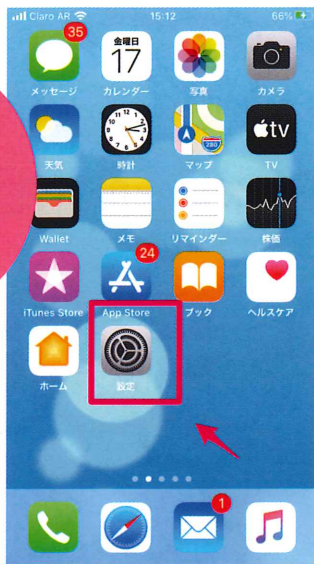 Claro AR 15:12 66%
35
金曜日
17
メッセージ カレンダー 写真 カメラ
280
tv
天気 時計 マップ TV
Wallet メモ リマインダー 株価
24
iTunes Store App Store ブック ヘルスケア
ホーム 設定
1